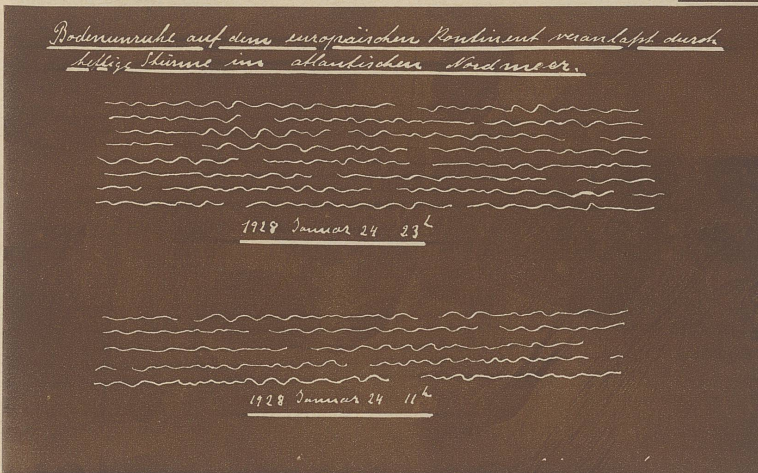 Bodenunruhe auf dem europäischen Kontinent veranlaßt durch
heftige Stürme im atlantischen Nordmeer.
1928 Januar 24 23h
1928 Januar 24 11h